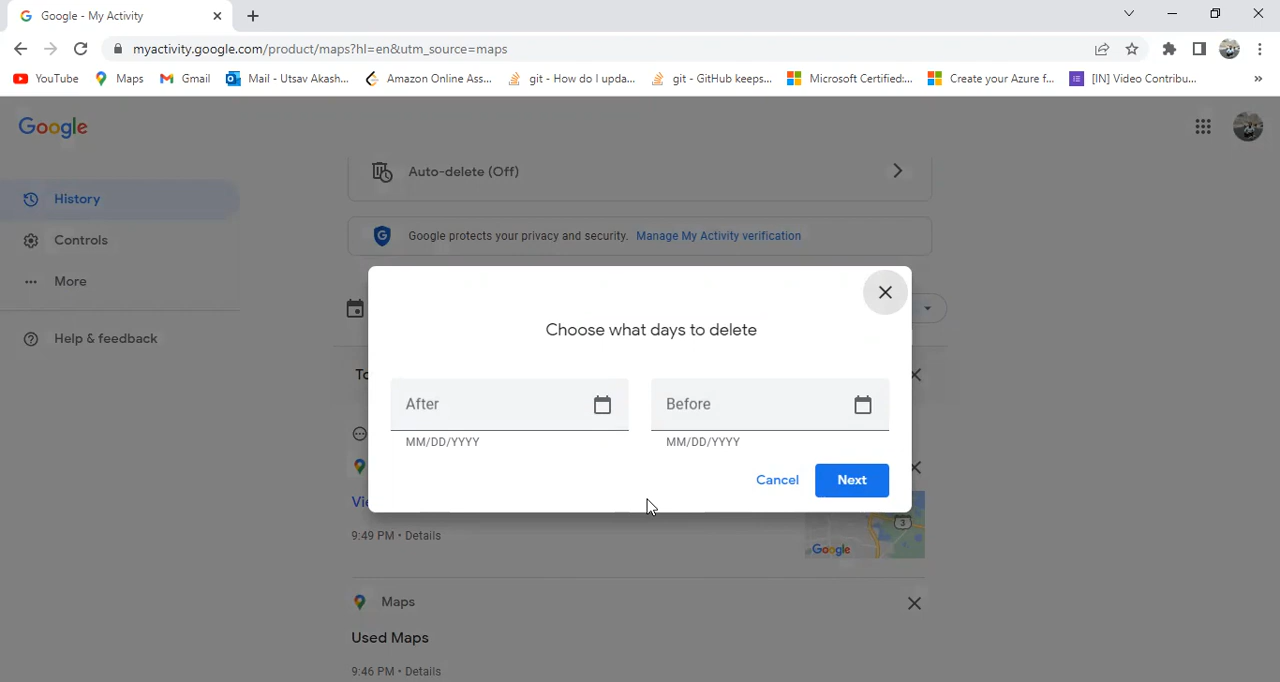 Google - My Activity
myactivity.google.com/product/maps?hl=en&utm_source=maps
YouTube
Maps
Gmail
Mail - Utsav Akash...
Amazon Online Ass...
git - How do I upda...
git - GitHub keeps...
Microsoft Certified:...
Create your Azure f...
[IN] Video Contribu...
»
Google
Auto-delete (Off)
History
Google protects your privacy and security. Manage My Activity verification
Controls
More
Help & feedback
Choose what days to delete
After
Before
MM/DD/YYYY
MM/DD/YYYY
Cancel
Next
9:49 PM • Details
3
Google
Maps
Used Maps
9:46 PM • Details